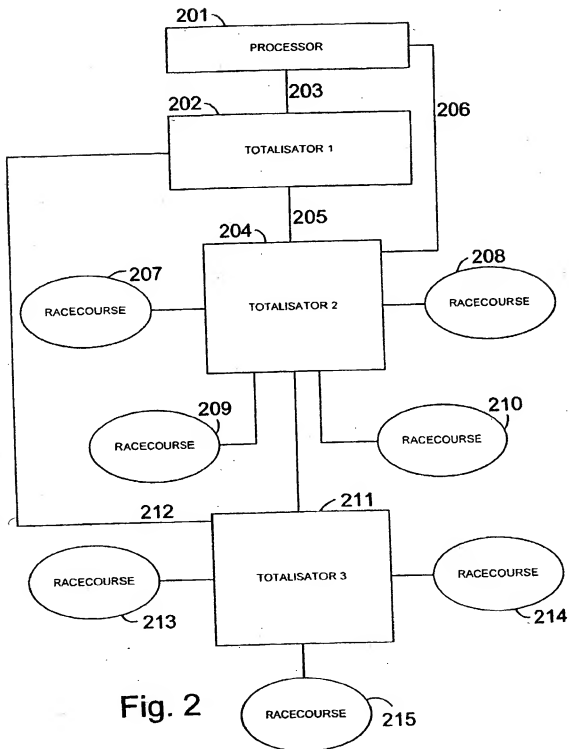 201
PROCESSOR
203
206
202
TOTALISATOR 1
205
204
207
208
RACECOURSE
TOTALISATOR 2
RACECOURSE
209
210
RACECOURSE
RACECOURSE
212
211
RACECOURSE
TOTALISATOR 3
RACECOURSE
213
214
Fig. 2
RACECOURSE
215